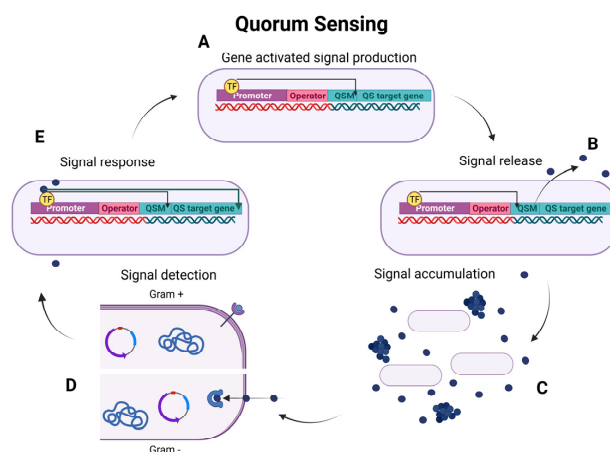 Quorum Sensing
A
Gene activated signal production
TF
Promoter Operator QSM QS target gene
B
Signal release
TF
Promoter Operator QSM QS target gene
Signal accumulation
C
D
Signal detection
Gram +
Gram -
E
Signal response
TF
Promoter Operator QSM QS target gene